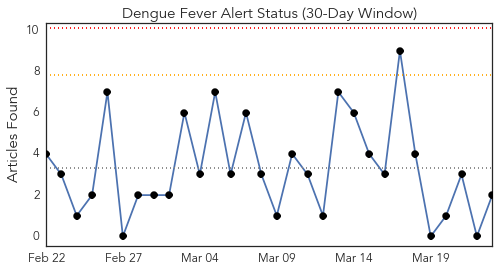 Dengue Fever Alert Status (30-Day Window)
Articles Found
10
8
6
4
2
0
Feb 22 Feb 27 Mar 04 Mar 09 Mar 14 Mar 19